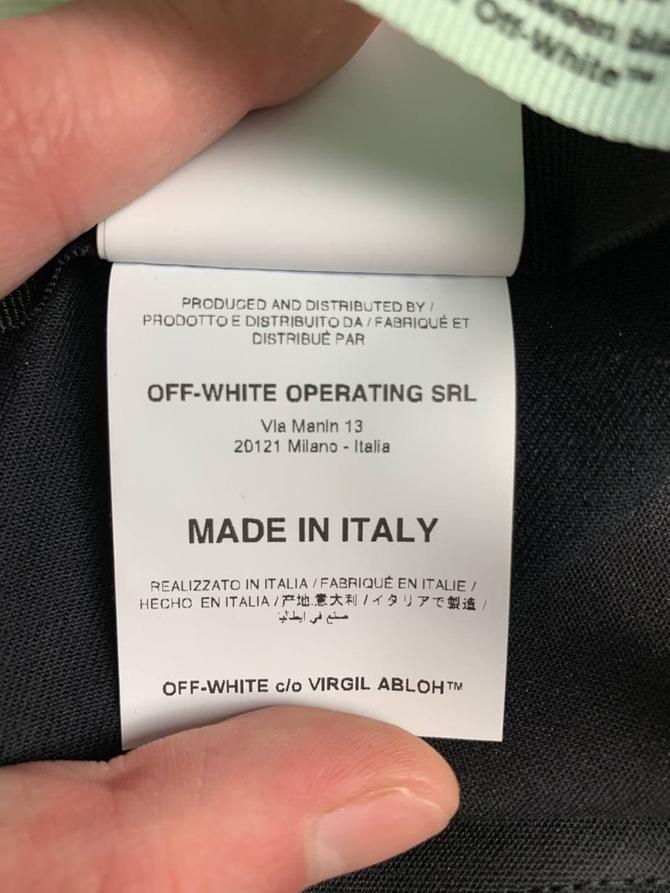 tween
Off-White™
PRODUCED AND DISTRIBUTED BY /
PRODOTTO E DISTRIBUITO DA / FABRIQUÉ ET
DISTRIBUÉ PAR
OFF-WHITE OPERATING SRL
Via Manin 13
20121 Milano - Italia
MADE IN ITALY
REALIZZATO IN ITALIA / FABRIQUÉ EN ITALIE /
HECHO EN ITALIA / 产地:意大利 / イタリアで製造 /
صنع في ايطاليا
OFF-WHITE c/o VIRGIL ABLOH™